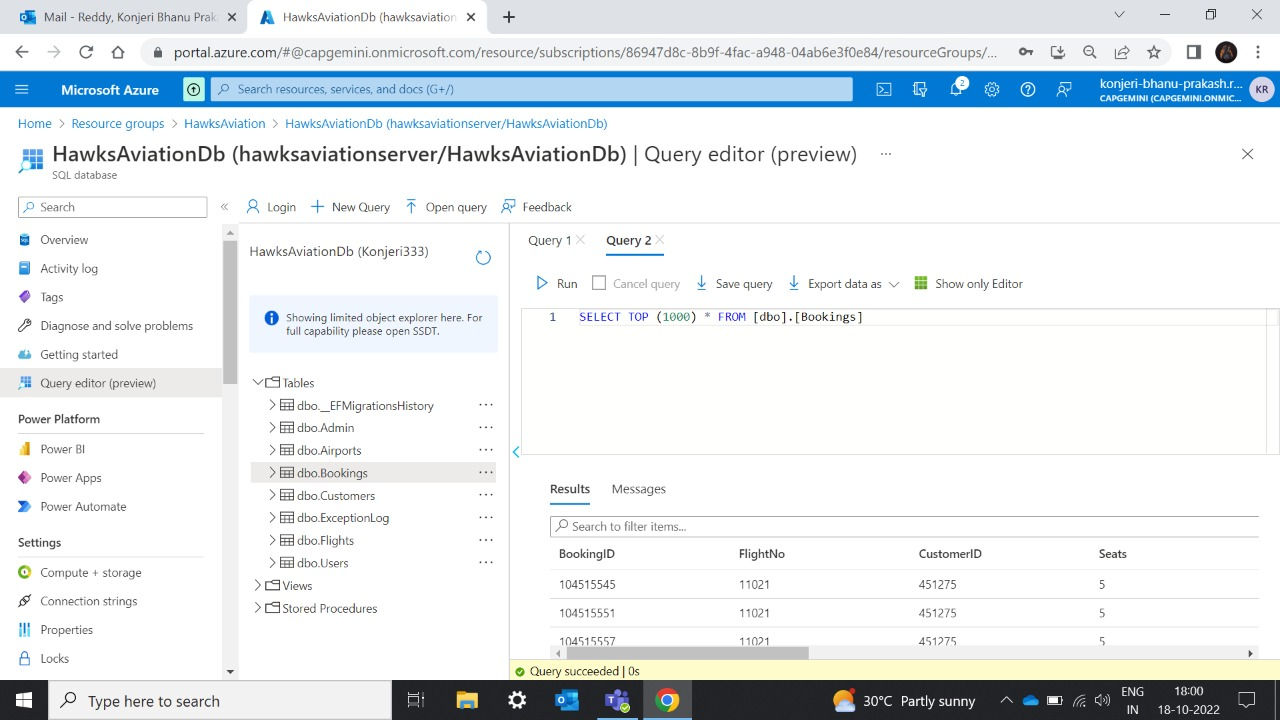 Mail - Reddy, Konjeri Bhanu Prak
HawksAviationDb (hawksaviation
portal.azure.com/#@capgemini.onmicrosoft.com/resource/subscriptions/86947d8c-8b9f-4fac-a948-04ab6e3f0e84/resourceGroups/...
Microsoft Azure
Search resources, services, and docs (G+/)
2
konjeri-bhanu-prakash.r...
CAPGEMINI (CAPGEMINI.ONMIC...
KR
Home > Resource groups > HawksAviation > HawksAviationDb (hawksaviationserver/HawksAviationDb)
HawksAviationDb (hawksaviationserver/HawksAviationDb) | Query editor (preview) ...
SQL database
Search
«
Login
New Query
Open query
Feedback
Overview
Activity log
Tags
Diagnose and solve problems
Getting started
Query editor (preview)
Power Platform
Power BI
Power Apps
Power Automate
Settings
Compute + storage
Connection strings
Properties
Locks
HawksAviationDb (Konjeri333)
Showing limited object explorer here. For
full capability please open SSDT.
Tables
dbo.__EFMigrationsHistory
dbo.Admin
dbo.Airports
dbo.Bookings
dbo.Customers
dbo.ExceptionLog
dbo.Flights
dbo.Users
Views
Stored Procedures
Query 1
Query 2
Run
Cancel query
Save query
Export data as
Show only Editor
1 SELECT TOP (1000) * FROM [dbo].[Bookings]
Results Messages
Search to filter items...
BookingID FlightNo CustomerID Seats
104515545 11021 451275 5
104515551 11021 451275 5
104515557 11021 451275 5
Query succeeded | 0s
Type here to search
30°C Partly sunny
ENG
IN
18:00
18-10-2022